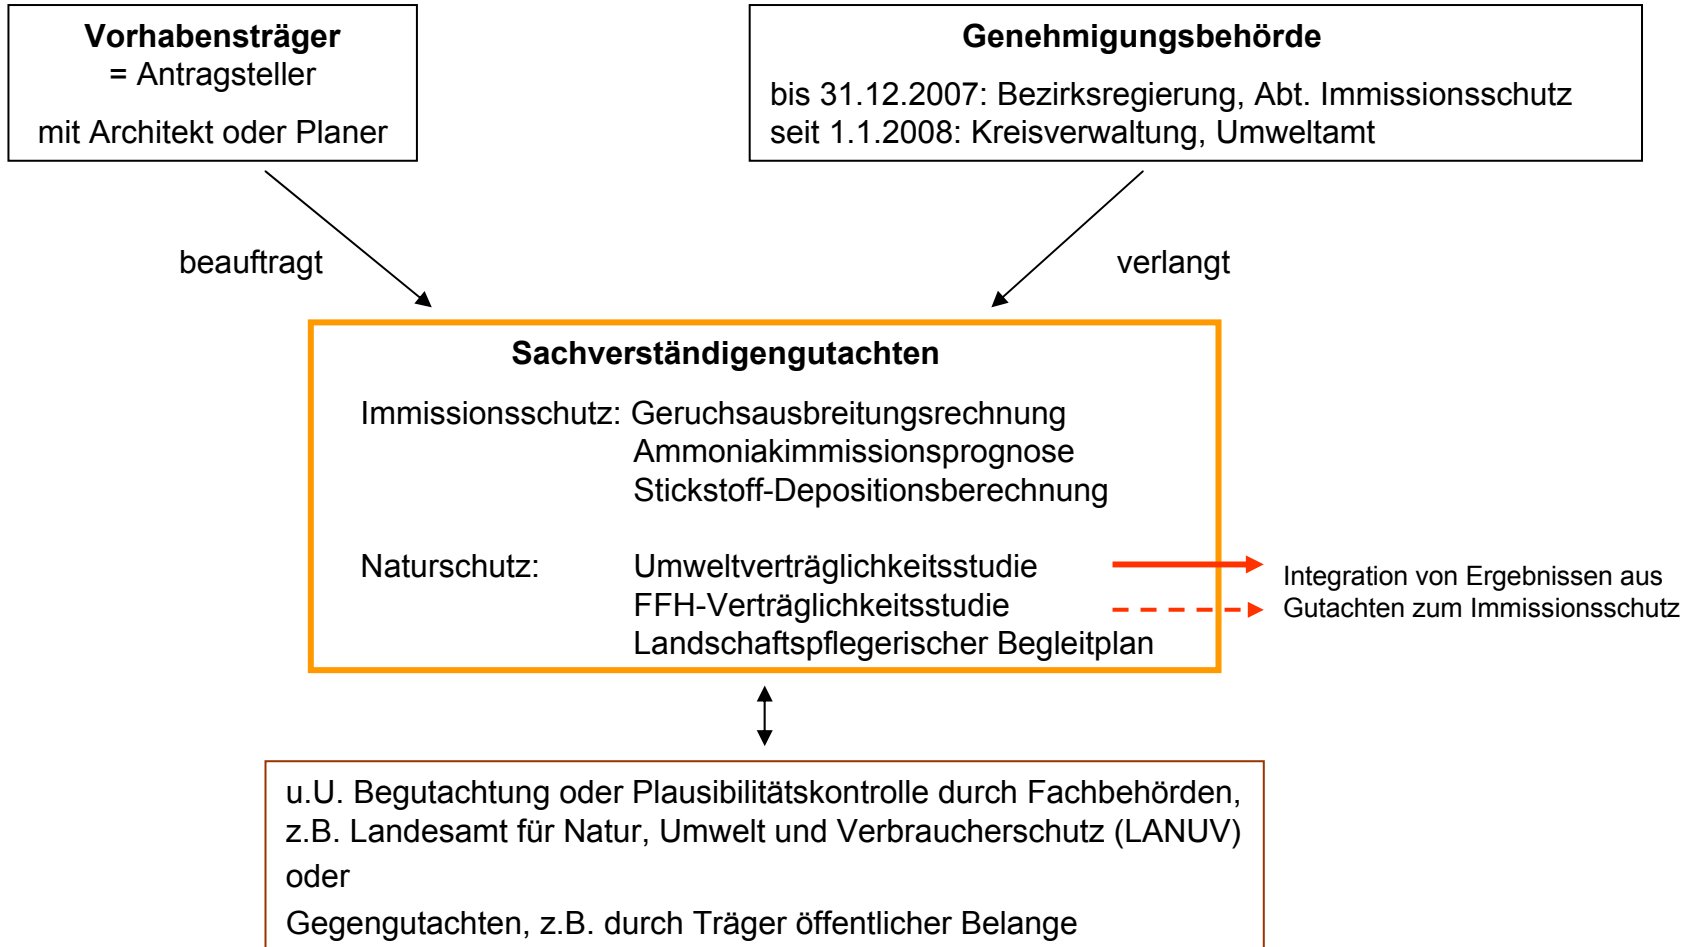 Vorhabensträger
= Antragsteller
mit Architekt oder Planer
Genehmigungsbehörde
bis 31.12.2007: Bezirksregierung, Abt. Immissionsschutz
seit 1.1.2008: Kreisverwaltung, Umweltamt
beauftragt
verlangt
Sachverständigengutachten
Immissionsschutz: Geruchsausbreitungsrechnung
Ammoniakimmissionsprognose
Stickstoff-Depositionsberechnung
Naturschutz: Umweltverträglichkeitsstudie
FFH-Verträglichkeitsstudie
Landschaftspflegerischer Begleitplan
Integration von Ergebnissen aus
Gutachten zum Immissionsschutz
u.U. Begutachtung oder Plausibilitätskontrolle durch Fachbehörden,
z.B. Landesamt für Natur, Umwelt und Verbraucherschutz (LANUV)
oder
Gegengutachten, z.B. durch Träger öffentlicher Belange